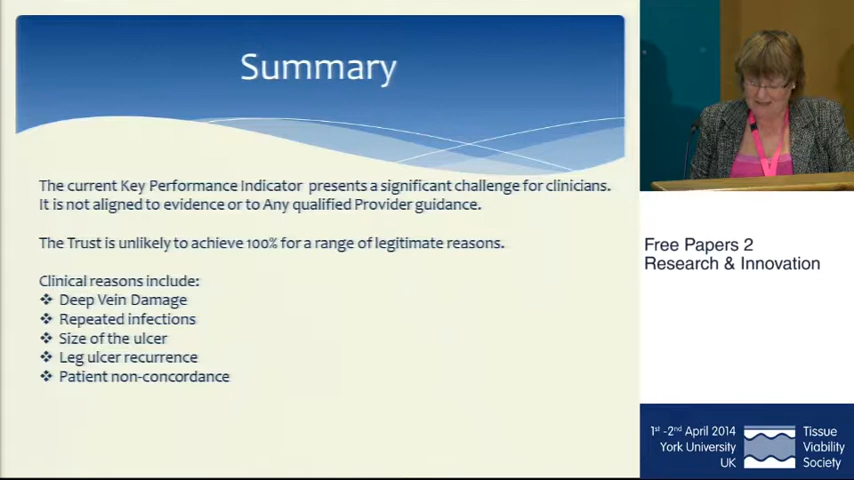 Summary
The current Key Performance Indicator presents a significant challenge for clinicians.
It is not aligned to evidence or to Any qualified Provider guidance.
The Trust is unlikely to achieve 100% for a range of legitimate reasons.
Clinical reasons include:
❖ Deep Vein Damage
❖ Repeated infections
❖ Size of the ulcer
❖ Leg ulcer recurrence
❖ Patient non-concordance
Free Papers 2
Research & Innovation
1st -2nd April 2014
York University
UK
Tissue
Viability
Society